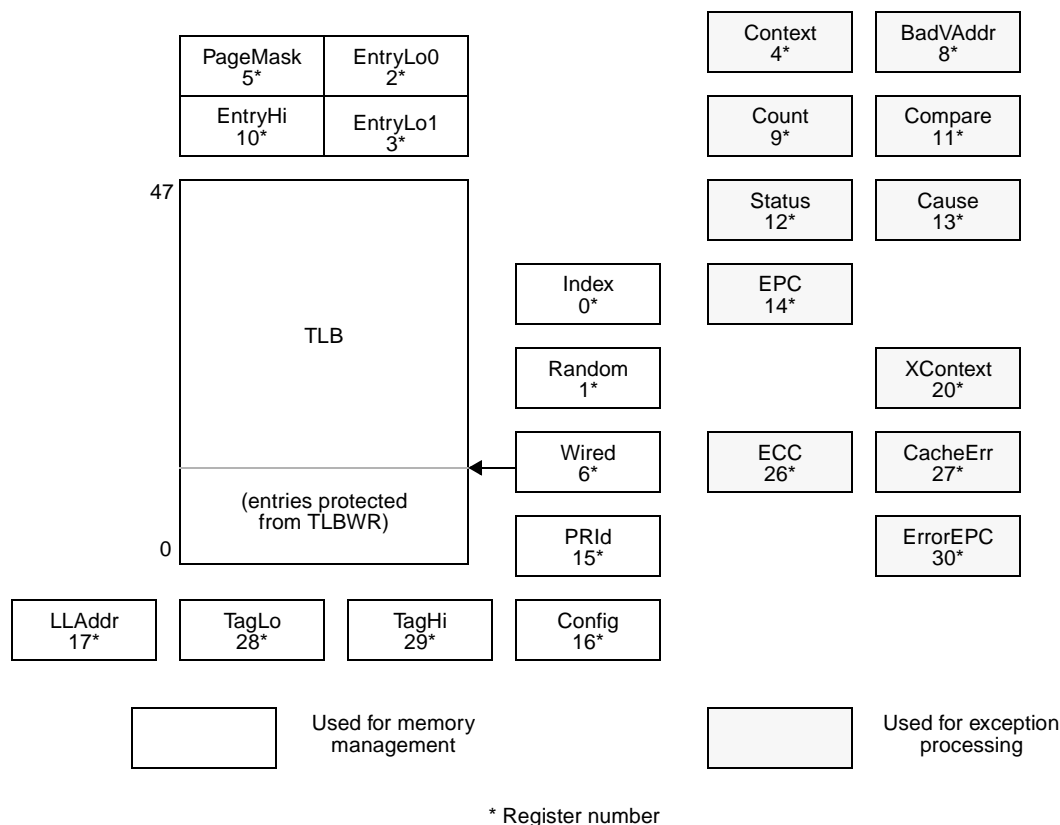 PageMask
5*
EntryLo0
2*
EntryHi
10*
EntryLo1
3*
Context
4*
BadVAddr
8*
Count
9*
Compare
11*
Status
12*
Cause
13*
EPC
14*
XContext
20*
ECC
26*
CacheErr
27*
ErrorEPC
30*
47
TLB
(entries protected
from TLBWR)
0
Index
0*
Random
1*
Wired
6*
PRId
15*
LLAddr
17*
TagLo
28*
TagHi
29*
Config
16*
Used for memory
management
Used for exception
processing
* Register number